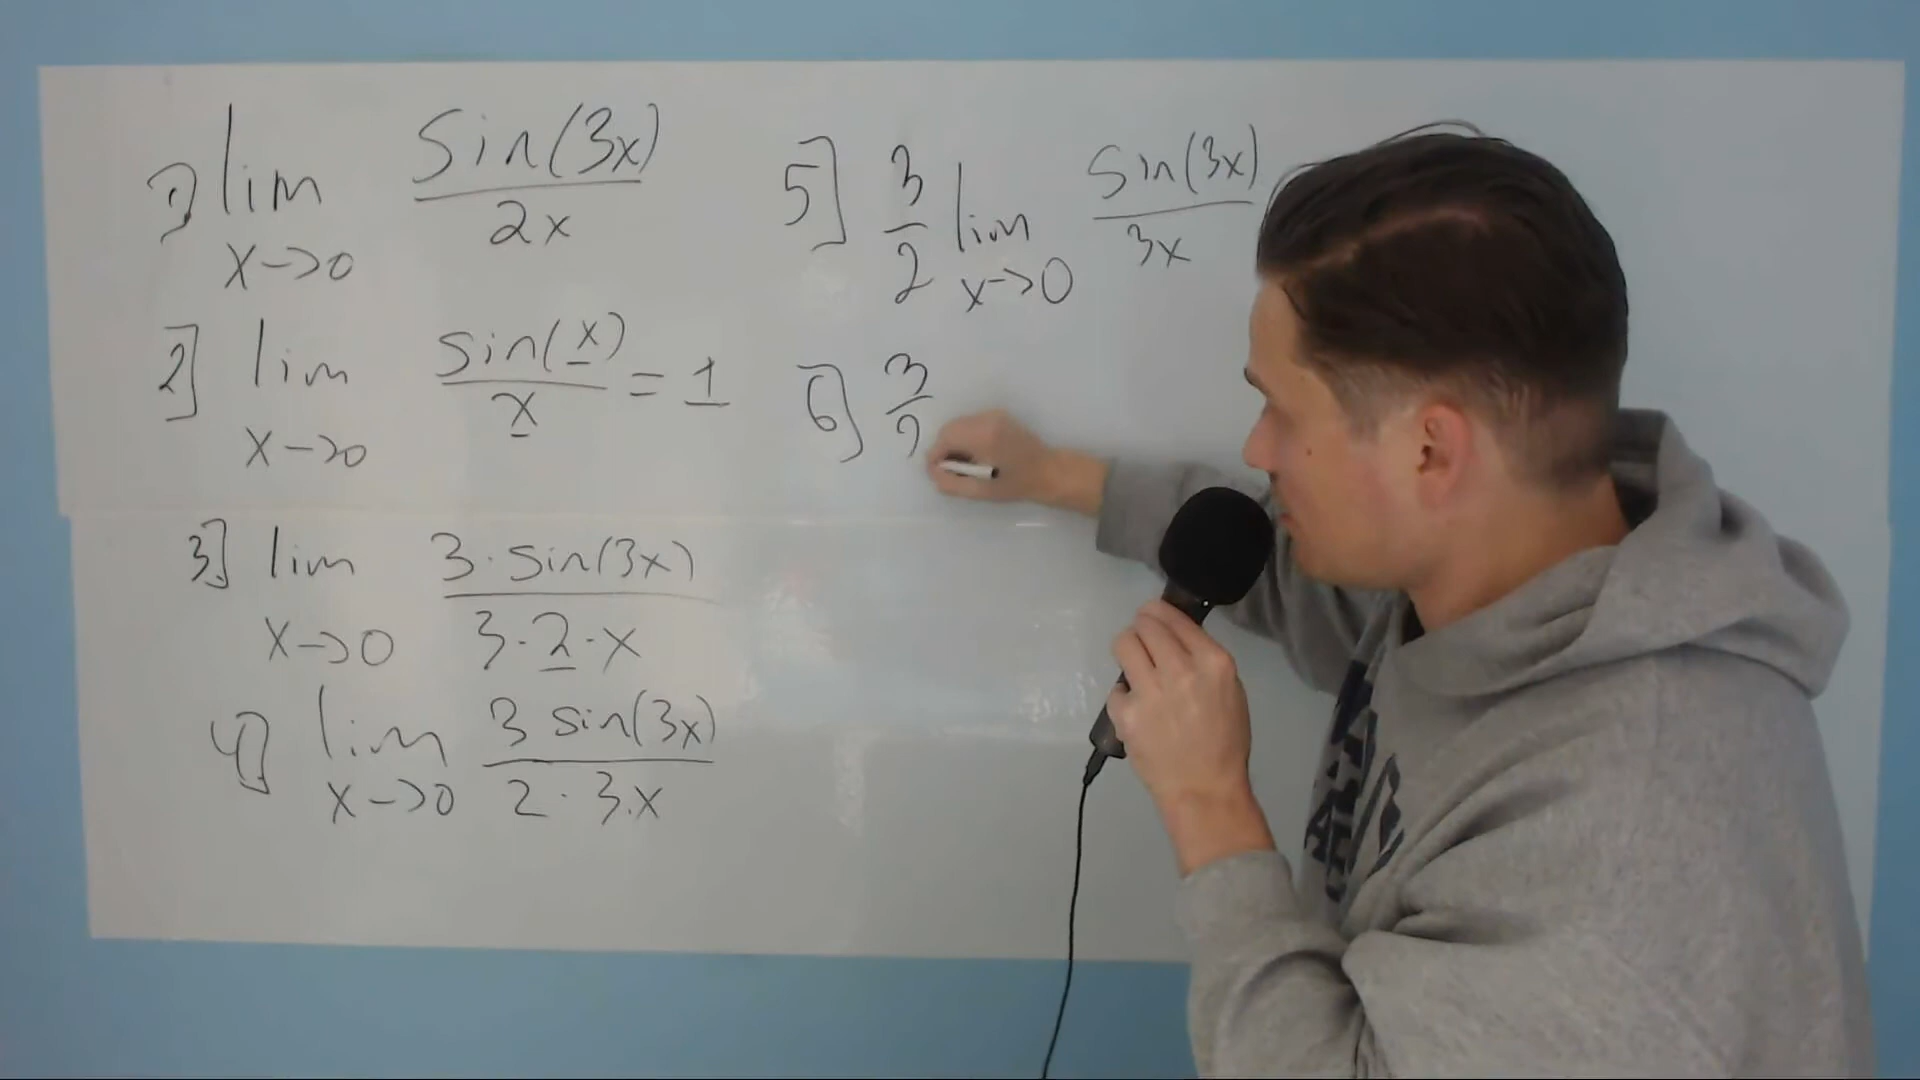 1) lim sin(3x)/2x
x->0
2] lim sin(x)/x = 1
x->0
3] lim 3·sin(3x)/3·2·x
x->0
4] lim 3 sin(3x)/2·3·x
x->0
5] 3/2 lim sin(3x)/3x
x->0
6] 3/2